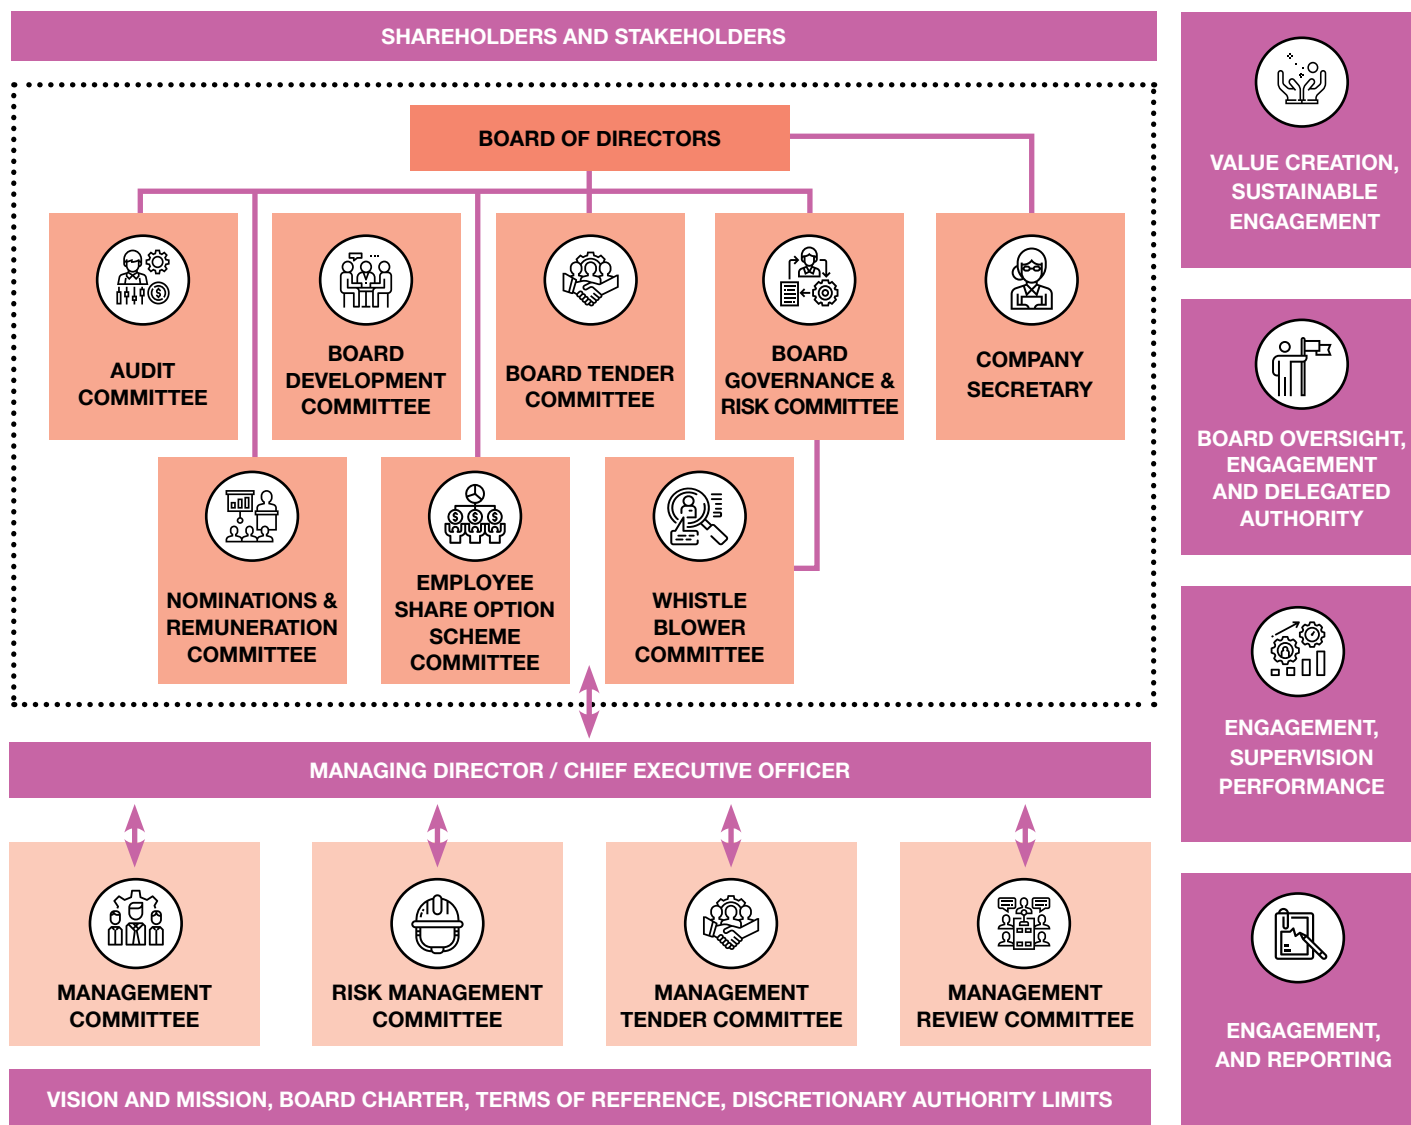 SHAREHOLDERS AND STAKEHOLDERS
BOARD OF DIRECTORS
AUDIT
COMMITTEE
BOARD
DEVELOPMENT
COMMITTEE
BOARD TENDER
COMMITTEE
BOARD
GOVERNANCE &
RISK COMMITTEE
COMPANY
SECRETARY
NOMINATIONS &
REMUNERATION
COMMITTEE
EMPLOYEE
SHARE OPTION
SCHEME
COMMITTEE
WHISTLE
BLOWER
COMMITTEE
MANAGING DIRECTOR / CHIEF EXECUTIVE OFFICER
MANAGEMENT
COMMITTEE
RISK MANAGEMENT
COMMITTEE
MANAGEMENT
TENDER COMMITTEE
MANAGEMENT
REVIEW COMMITTEE
VISION AND MISSION, BOARD CHARTER, TERMS OF REFERENCE, DISCRETIONARY AUTHORITY LIMITS
VALUE CREATION,
SUSTAINABLE
ENGAGEMENT
BOARD OVERSIGHT,
ENGAGEMENT
AND DELEGATED
AUTHORITY
ENGAGEMENT,
SUPERVISION
PERFORMANCE
ENGAGEMENT,
AND REPORTING